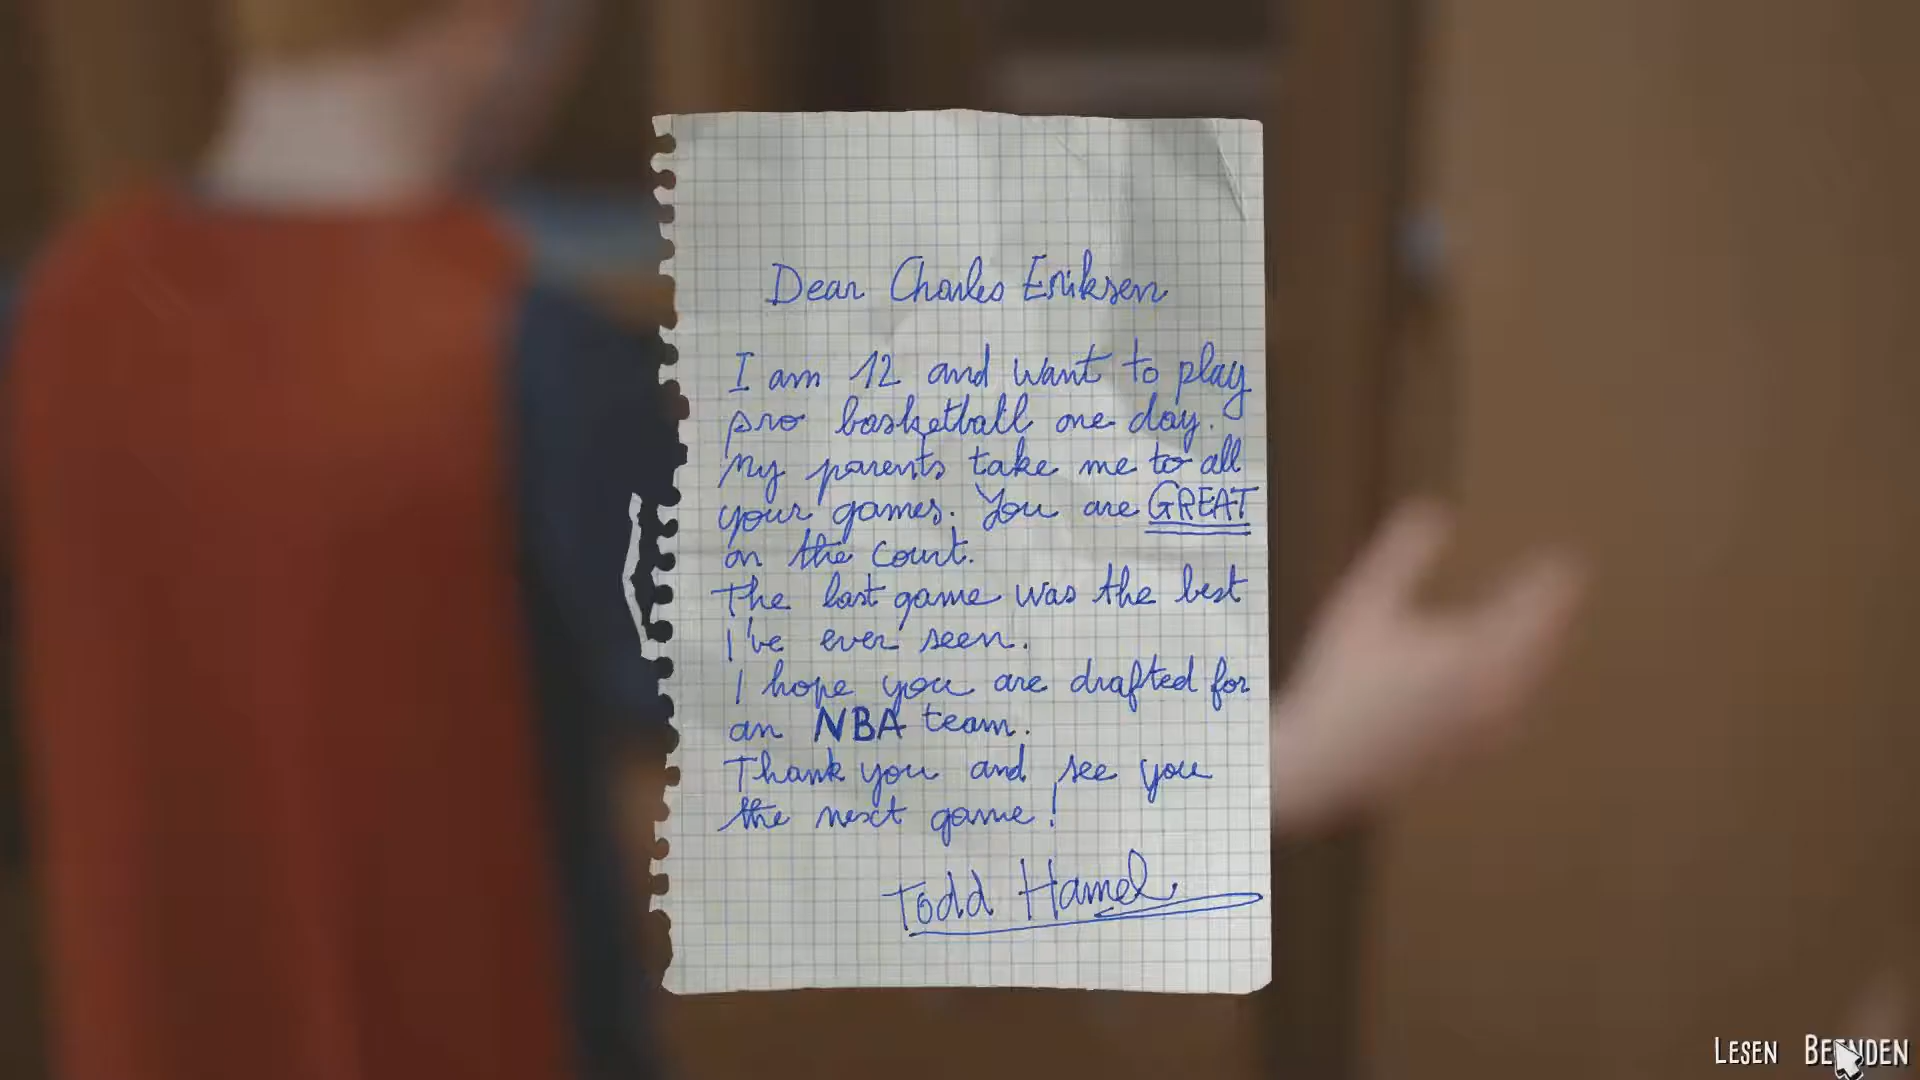 Dear Charles Eriksen
I am 12 and want to play
pro basketball one day.
My parents take me to all
your games. You are GREAT
on the court.
The last game was the best
I've ever seen.
I hope you are drafted for
an NBA team.
Thank you and see you
the next game!
Todd Hamel
LESEN BEENDEN